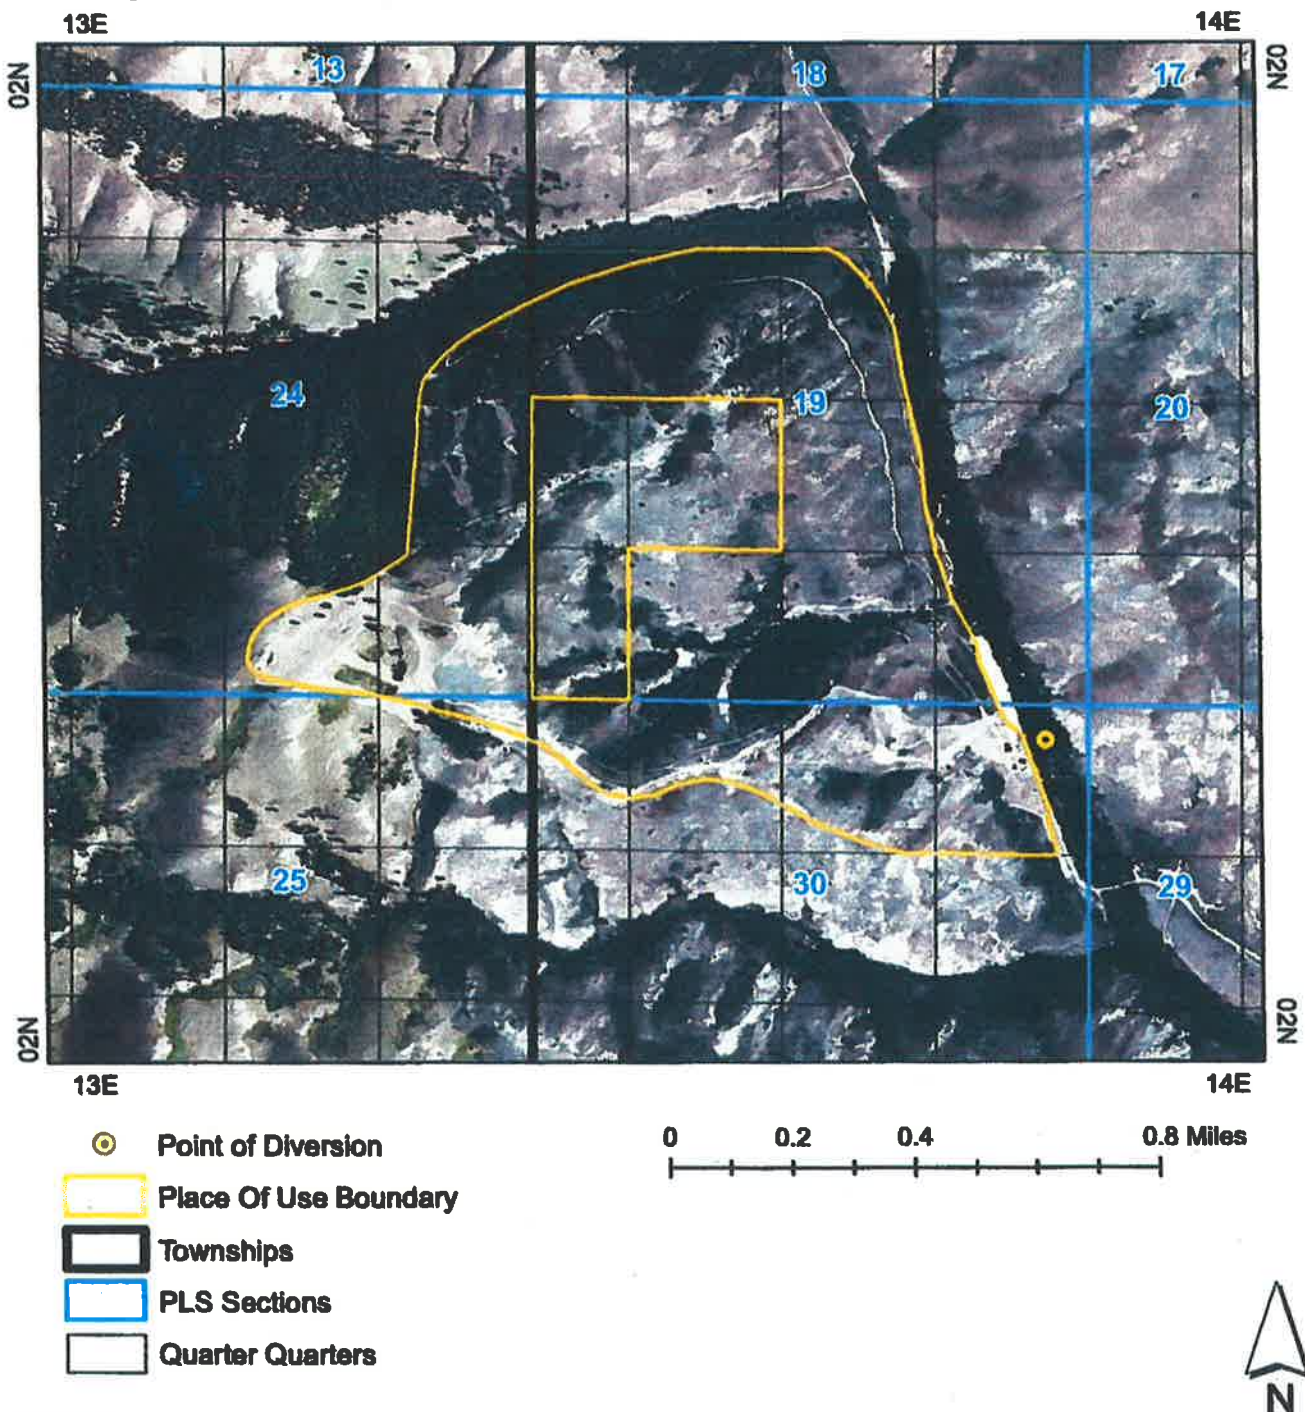 13E 14E
02N 02N
13 18 17
24 19 20
25 30 29
02N 02N
13E 14E
Point of Diversion
Place Of Use Boundary
Townships
PLS Sections
Quarter Quarters
0 0.2 0.4 0.8 Miles
N